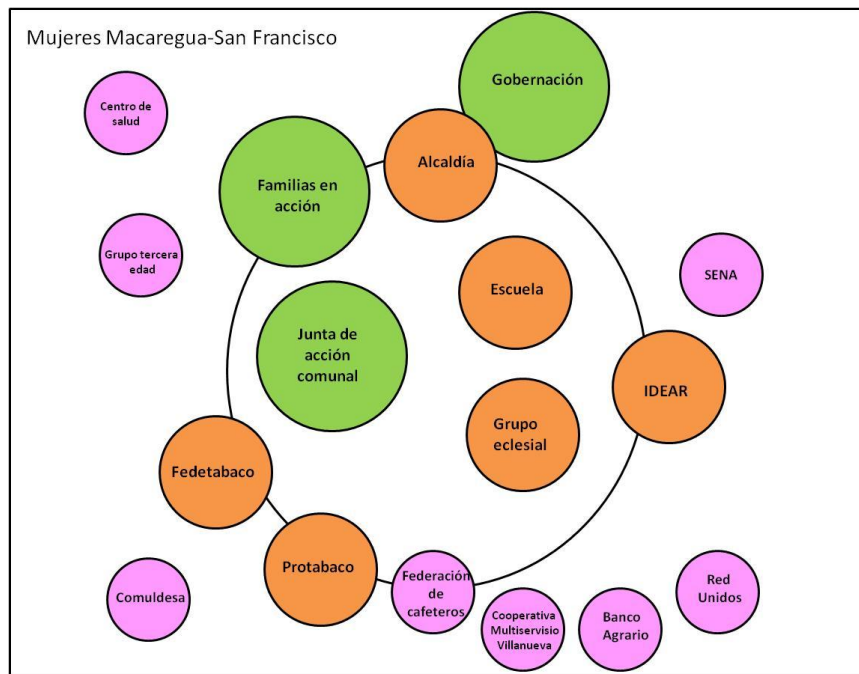 Mujeres Macaregua-San Francisco
Gobernación
Centro de
salud
Alcaldía
Familias en
acción
Grupo tercera
edad
SENA
Escuela
Junta de
acción
comunal
IDEAR
Grupo
eclesial
Fedetabaco
Protabaco
Federación
de
cafeteros
Comuldesa
Red
Unidos
Cooperativa
Multiservisio
Villanueva
Banco
Agrario